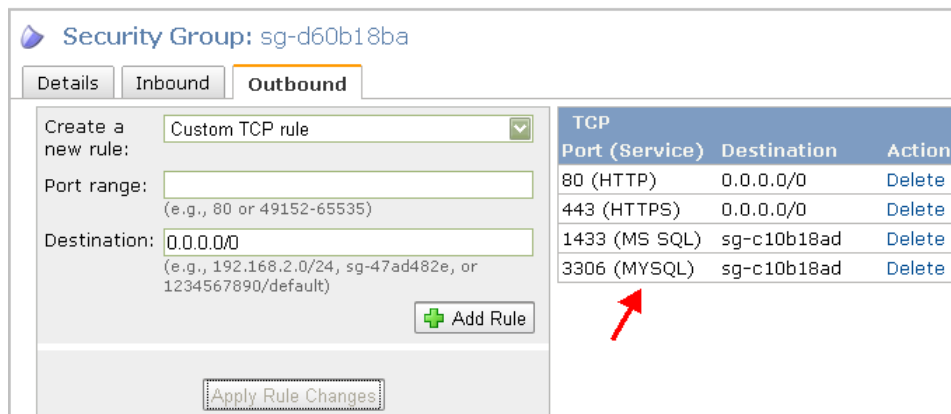 Security Group: sg-d60b18ba
Details Inbound Outbound
Create a new rule:
Custom TCP rule
Port range:
(e.g., 80 or 49152-65535)
Destination: 0.0.0.0/0
(e.g., 192.168.2.0/24, sg-47ad482e, or
1234567890/default)
Add Rule
Apply Rule Changes
TCP
Port (Service) Destination Action
80 (HTTP) 0.0.0.0/0 Delete
443 (HTTPS) 0.0.0.0/0 Delete
1433 (MS SQL) sg-c10b18ad Delete
3306 (MYSQL) sg-c10b18ad Delete